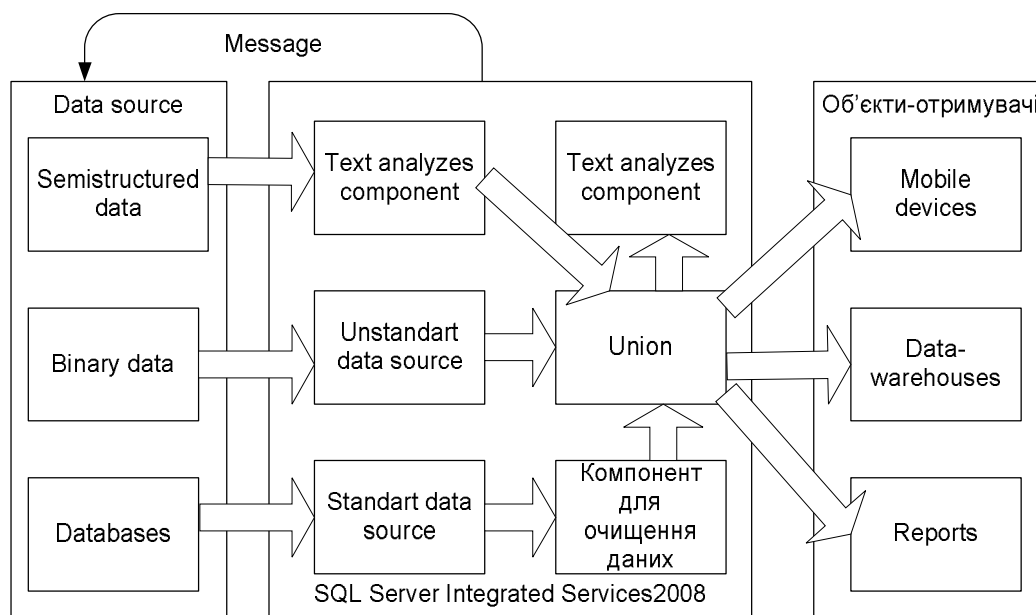 Message
Data source
Об’єкти-отримувачі
Semistructured
data
Text analyzes
component
Text analyzes
component
Mobile
devices
Binary data
Unstandart
data source
Union
Data-
warehouses
Databases
Standart data
source
Компонент
для
очищення
даних
Reports
SQL Server Integrated Services2008